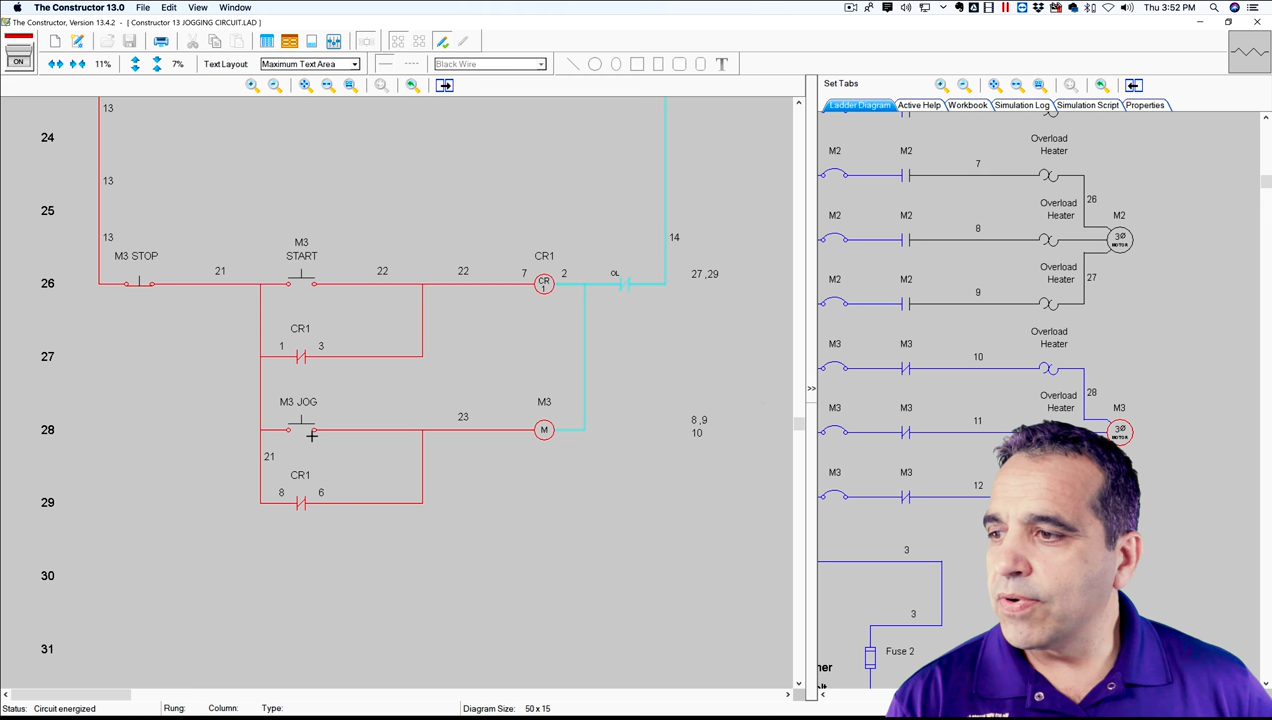 The Constructor 13.0 File Edit View Window Thu 3:52 PM
The Constructor, Version 13.4.2 - [ Constructor 13 JOGGING CIRCUIT.LAD ]
ON
11% 7% Text Layout: Maximum Text Area Black Wire T
Set Tabs
Ladder Diagram Active Help Workbook Simulation Log Simulation Script Properties
13
24
13
25
13
14
M3 STOP
M3
START
CR1
21 22 22 7 2 OL 27 ,29
26
CR
1
CR1
1 3
27
M3 JOG
M3
23
8 ,9
10
28
M
21
CR1
8 6
29
30
31
Overload
Heater
M2 M2 7
26
Overload
Heater
M2
M2 M2 8
3Ø
MOTOR
Overload
Heater
27
M2 M2 9
Overload
Heater
M3 M3 10
28
Overload
Heater
M3
M3 M3 11
3Ø
MOTOR
M3 M3 12
3
3
Fuse 2
>>
Status: Circuit energized Rung: Column: Type: Diagram Size: 50 x 15